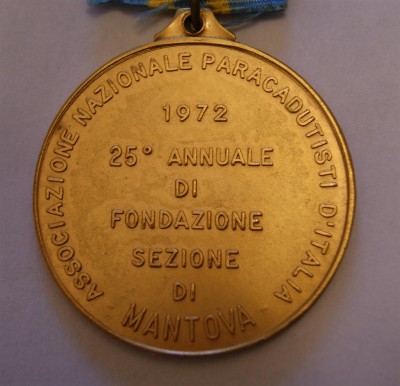 ASSOCIAZIONE NAZIONALE PARACADUTISTI D'ITALIA
1972
25° ANNUALE
DI
FONDAZIONE
SEZIONE
DI
- MANTOVA -